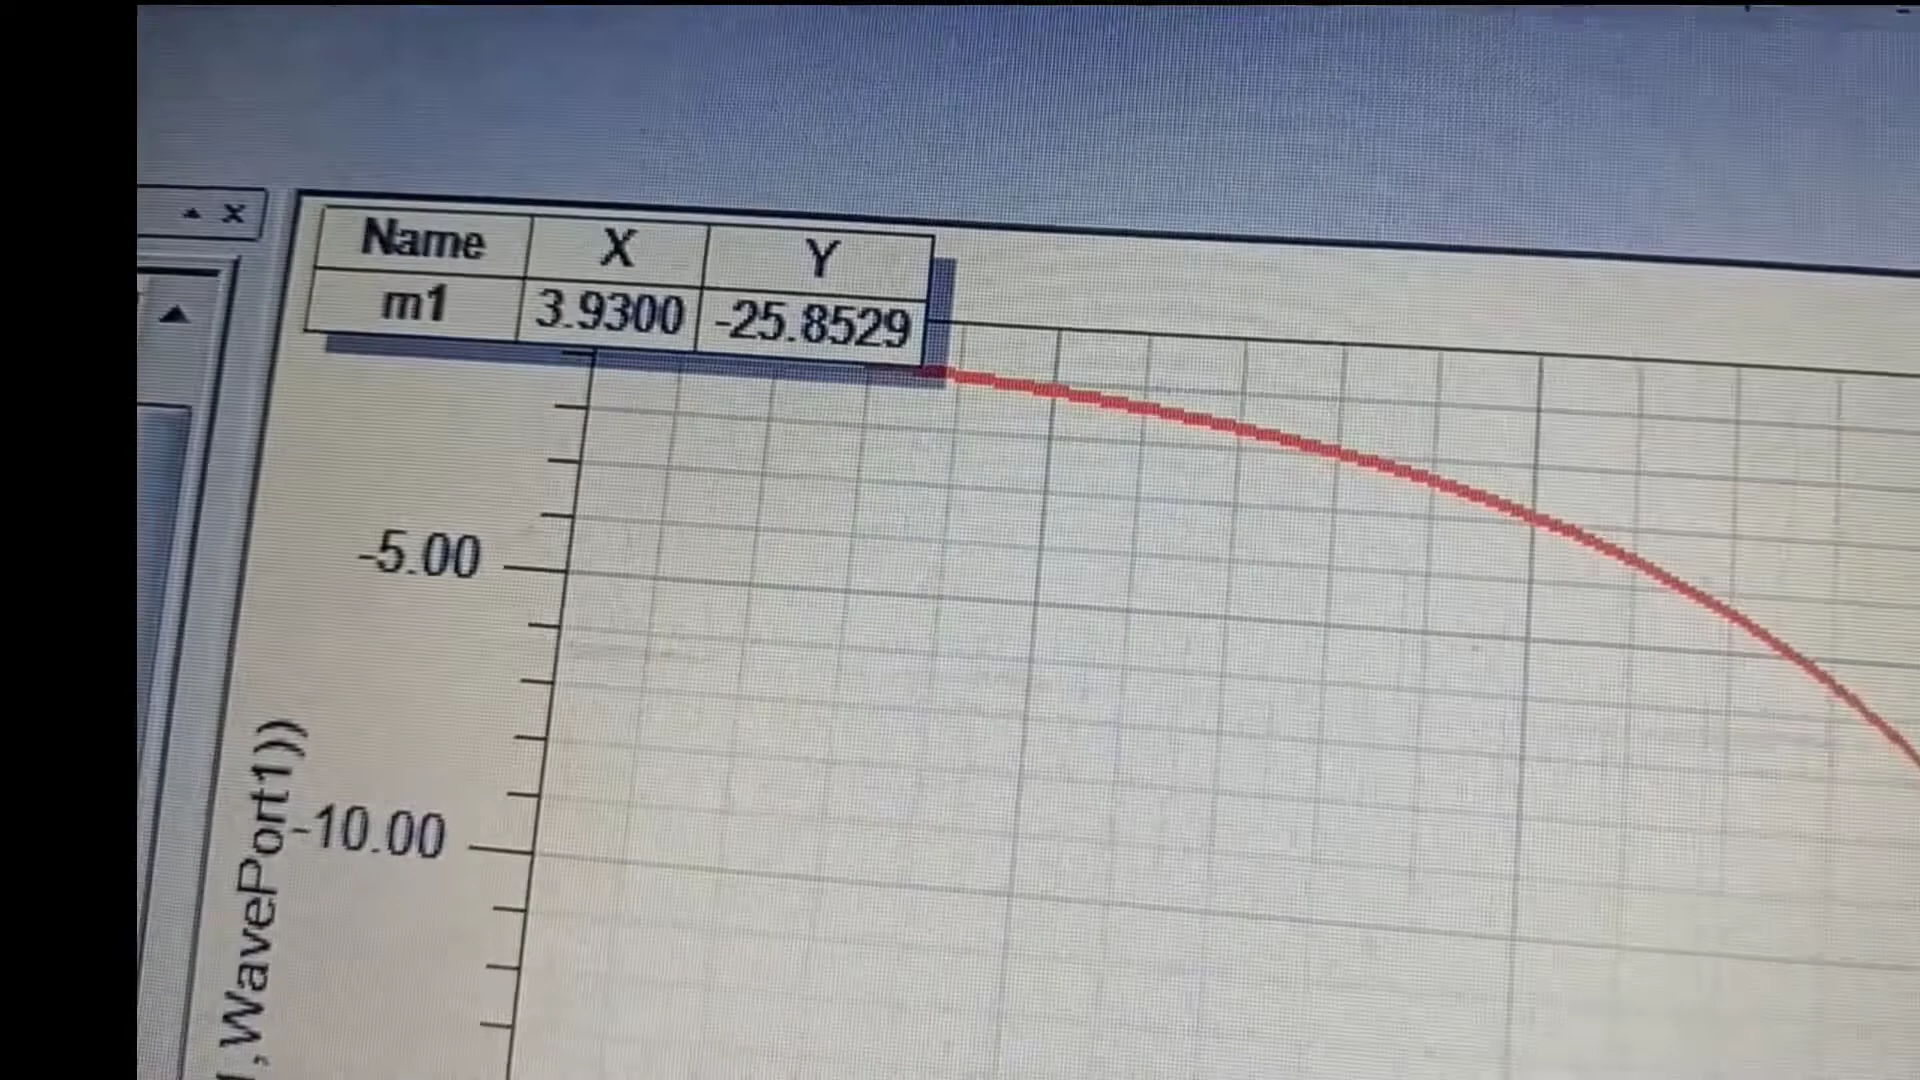 Name X Y
m1 3.9300 -25.8529
-5.00
-10.00
,WavePort1))